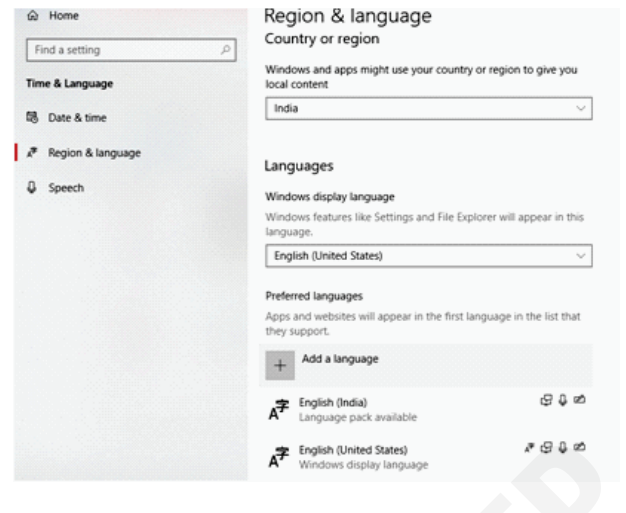 Home
Find a setting
Time & Language
Date & time
Region & language
Speech
Region & language
Country or region
Windows and apps might use your country or region to give you
local content
India
Languages
Windows display language
Windows features like Settings and File Explorer will appear in this
language.
English (United States)
Preferred languages
Apps and websites will appear in the first language in the list that
they support.
Add a language
English (India)
Language pack available
English (United States)
Windows display language